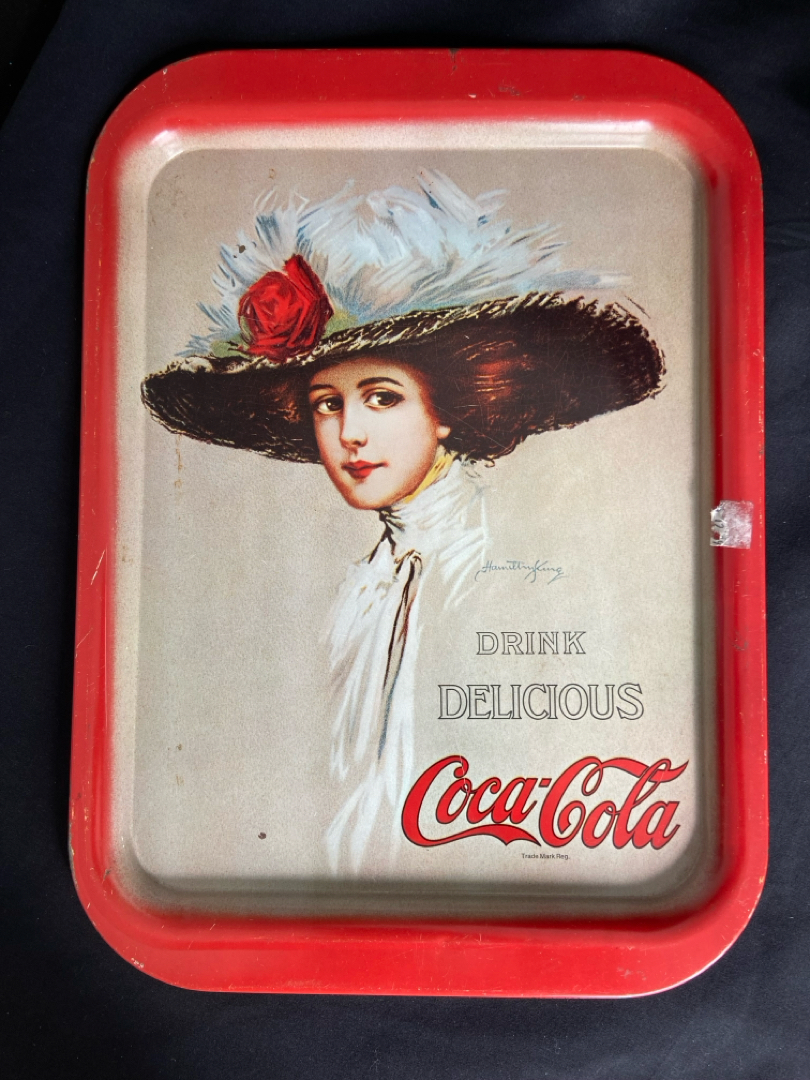 Hamilton King
DRINK
DELICIOUS
Coca-Cola
Trade Mark Reg.